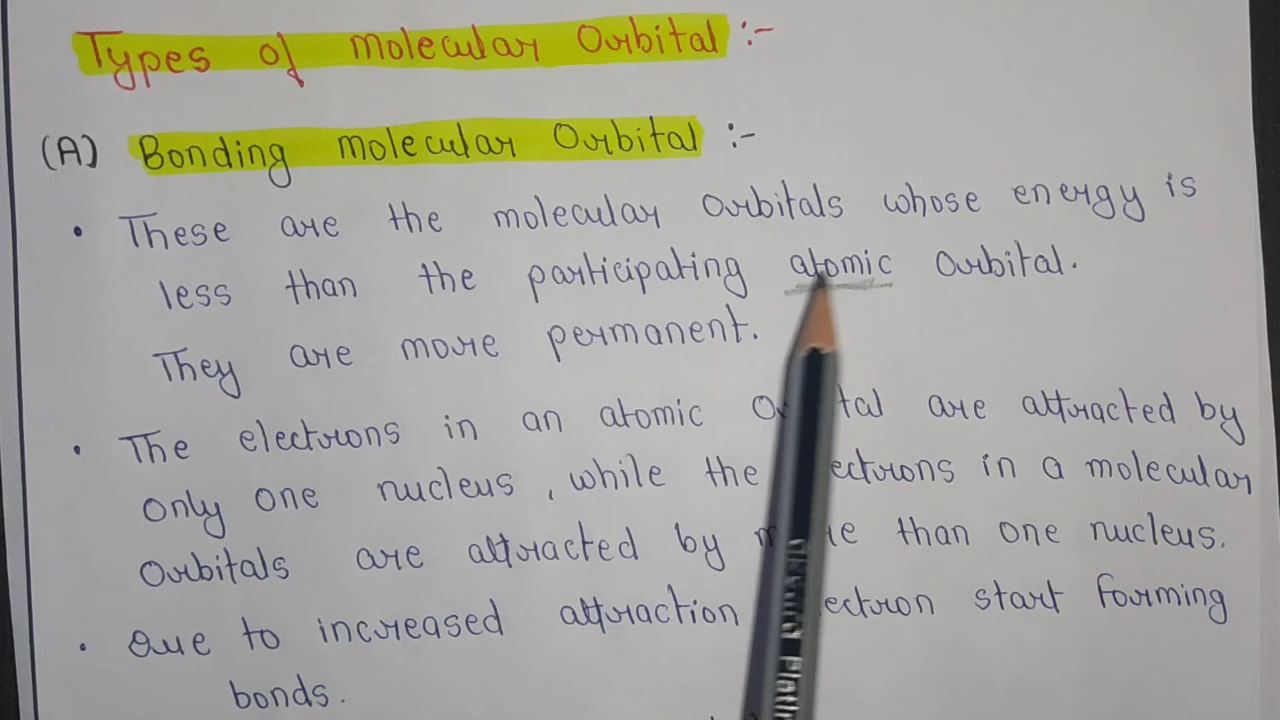 Types of molecular Orbital :-
(A) Bonding molecular Orbital :-
• These are the molecular Orbitals whose energy is
less than the participating atomic Orbital.
They are more permanent.
• The electrons in an atomic are attracted by
only one nucleus, while the in a molecular
Orbitals are attracted by than one nucleus.
• Due to increased attraction start forming
bonds.